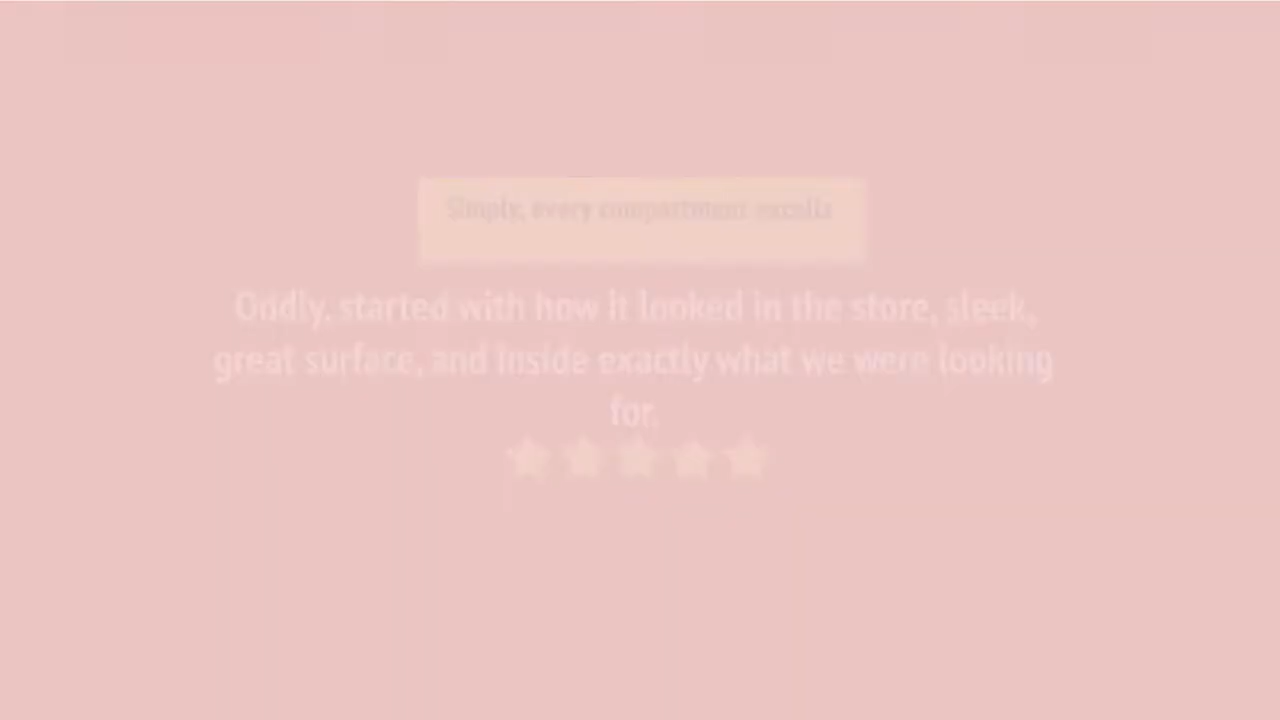 Simply, every compartment excells
Oddly, started with how it looked in the store, sleek,
great surface, and inside exactly what we were looking
for.